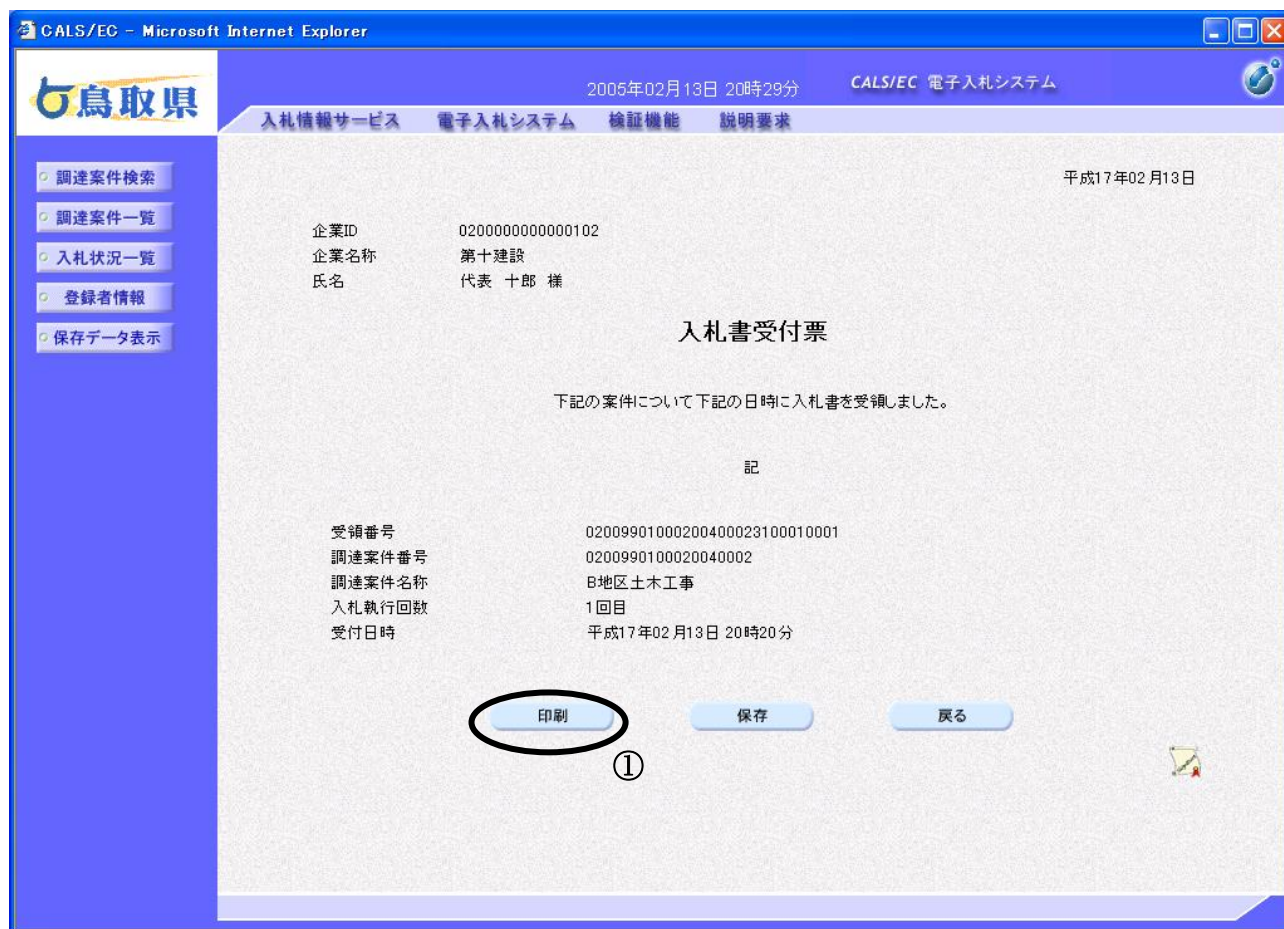 CALS/EC - Microsoft Internet Explorer
鳥取県
2005年02月13日 20時29分
CALS/EC 電子入札システム
入札情報サービス 電子入札システム 検証機能 説明要求
調達案件検索
調達案件一覧
入札状況一覧
登録者情報
保存データ表示
平成17年02月13日
企業ID 0200000000000102
企業名称 第十建設
氏名 代表 十郎 様
入札書受付票
下記の案件について下記の日時に入札書を受領しました。
記
受領番号 02009901000200400023100010001
調達案件番号 0200990100020040002
調達案件名称 B地区土木工事
入札執行回数 1回目
受付日時 平成17年02月13日 20時20分
印刷 保存 戻る
①